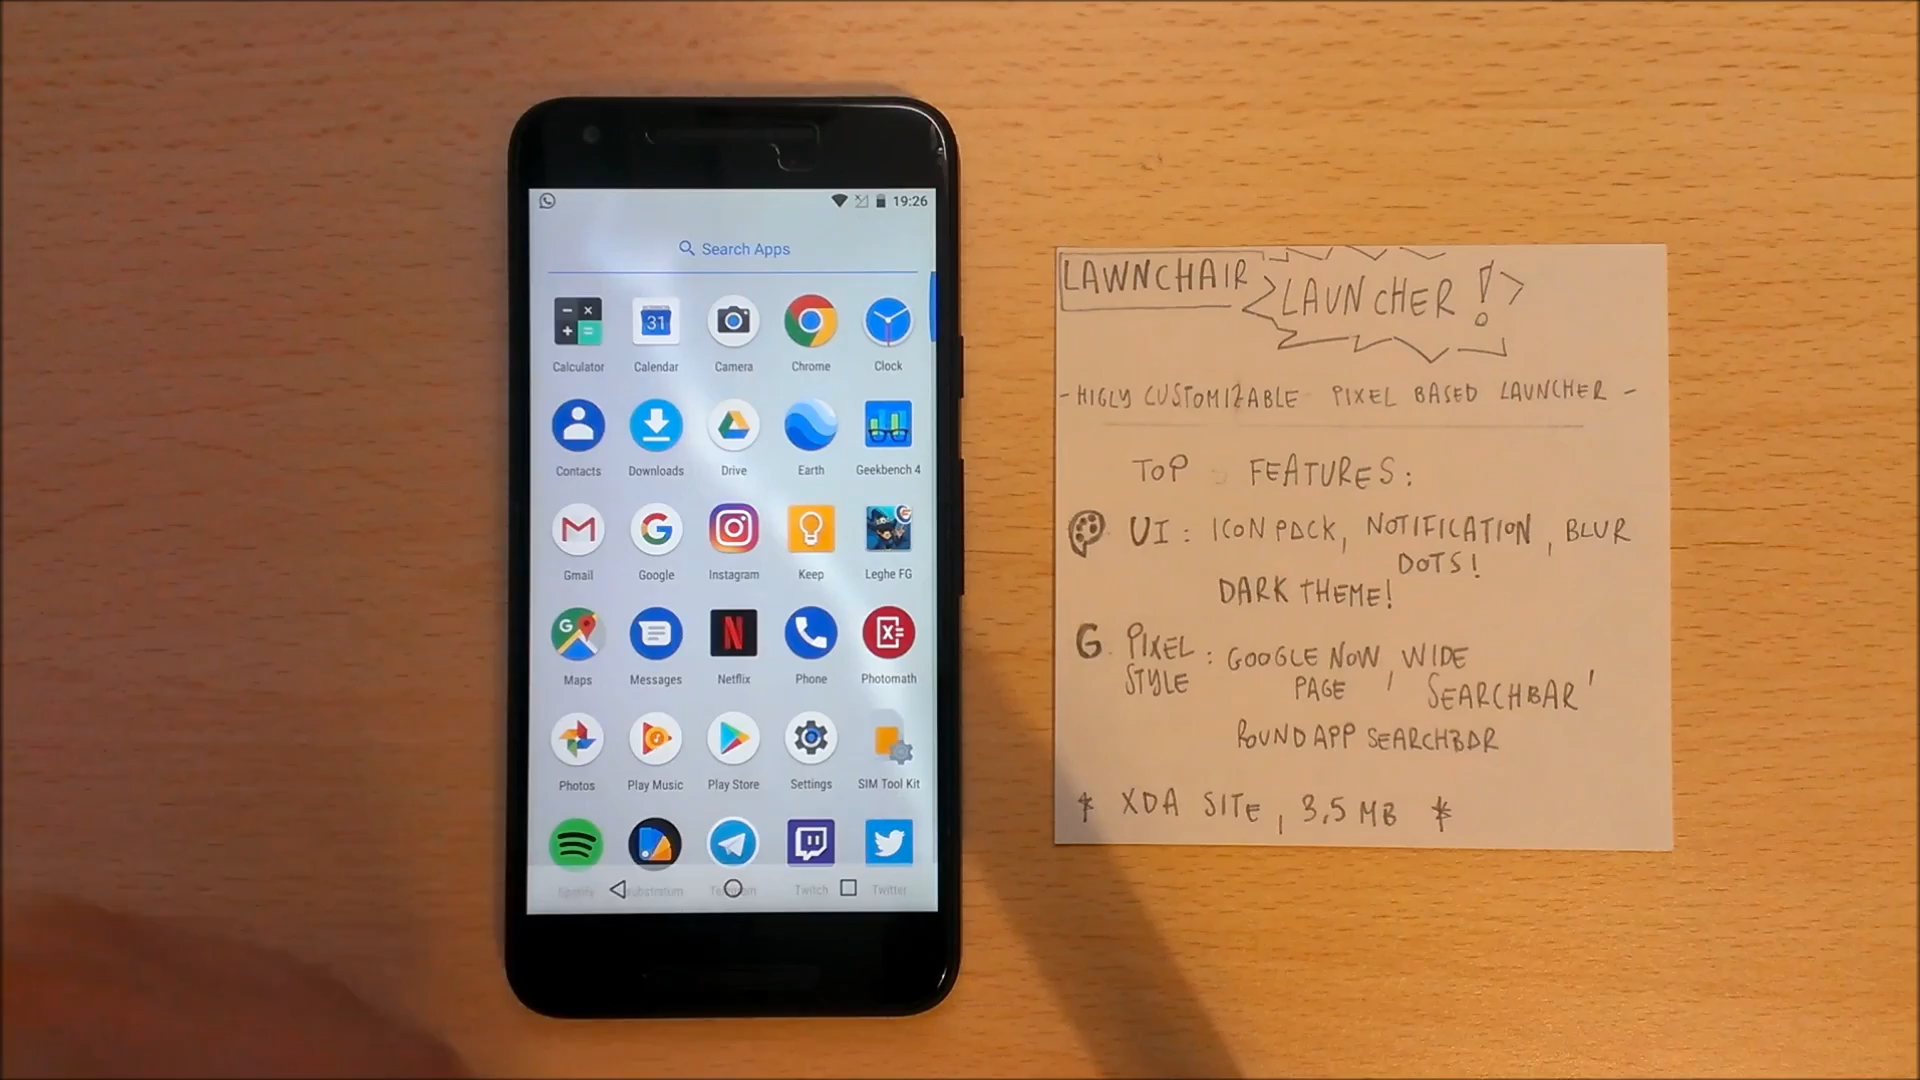 19:26
Search Apps
31
Calculator Calendar Camera Chrome Clock
Contacts Downloads Drive Earth Geekbench 4
Gmail Google Instagram Keep Leghe FG
Maps Messages Netflix Phone Photomath
Photos Play Music Play Store Settings SIM Tool Kit
Spotify substratum Telegram Twitch Twitter
LAWNCHAIR
LAUNCHER!
- HIGLY CUSTOMIZABLE PIXEL BASED LAUNCHER -
TOP FEATURES:
UI: ICON PACK, NOTIFICATION, BLUR
DOTS!
DARK THEME!
G PIXEL : GOOGLE NOW, WIDE
STYLE PAGE SEARCHBAR,
ROUND APP SEARCHBAR
* XDA SITE, 3,5 MB *